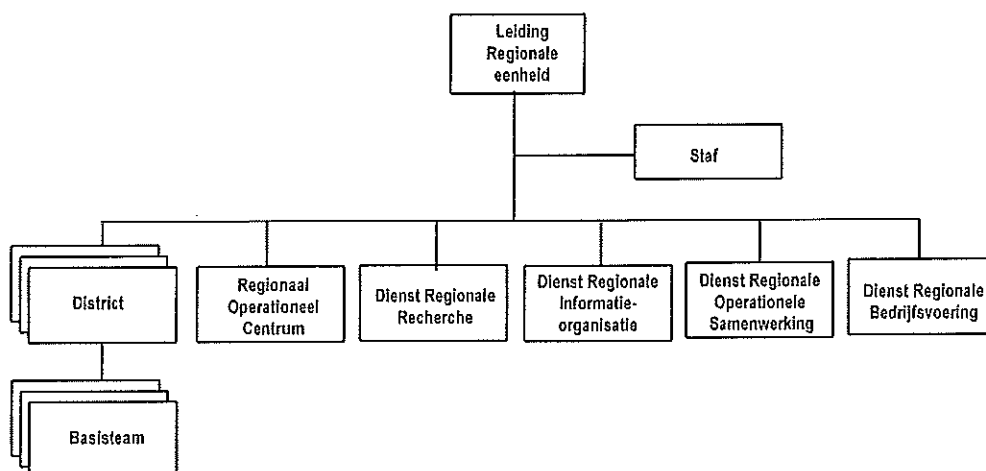 Leiding
Regionale
eenheid
Staf
District
Regionaal
Operationeel
Centrum
Dienst Regionale
Recherche
Dienst Regionale
Informatie-
organisatie
Dienst Regionale
Operationele
Samenwerking
Dienst Regionale
Bedrijfsvoering
Basisteam